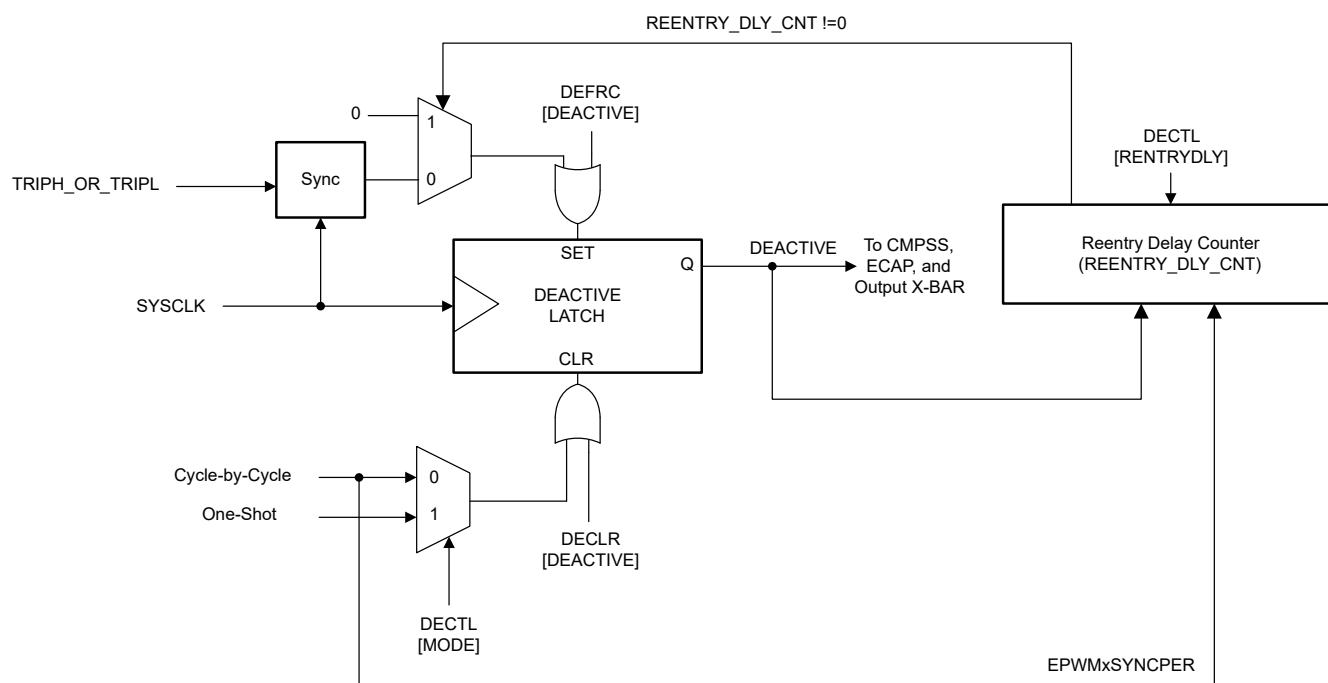 REENTRY_DLY_CNT !=0
DEFRC
[DEACTIVE]
0
1
0
DECTL
[RENTRYDLY]
TRIPH_OR_TRIPL
Sync
SET
Q
DEACTIVE
LATCH
CLR
DEACTIVE
To CMPSS,
ECAP, and
Output X-BAR
Reentry Delay Counter
(REENTRY_DLY_CNT)
SYSCLK
Cycle-by-Cycle
One-Shot
0
1
DECLR
[DEACTIVE]
DECTL
[MODE]
EPWMxSYNCPER